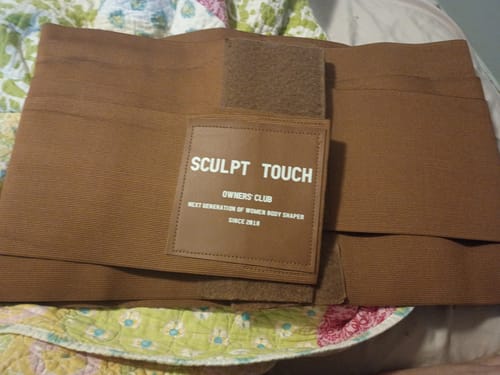 SCULPT TOUCH
OWNERS' CLUB
NEXT GENERATION OF WOMEN BODY SHAPER
SINCE 2018